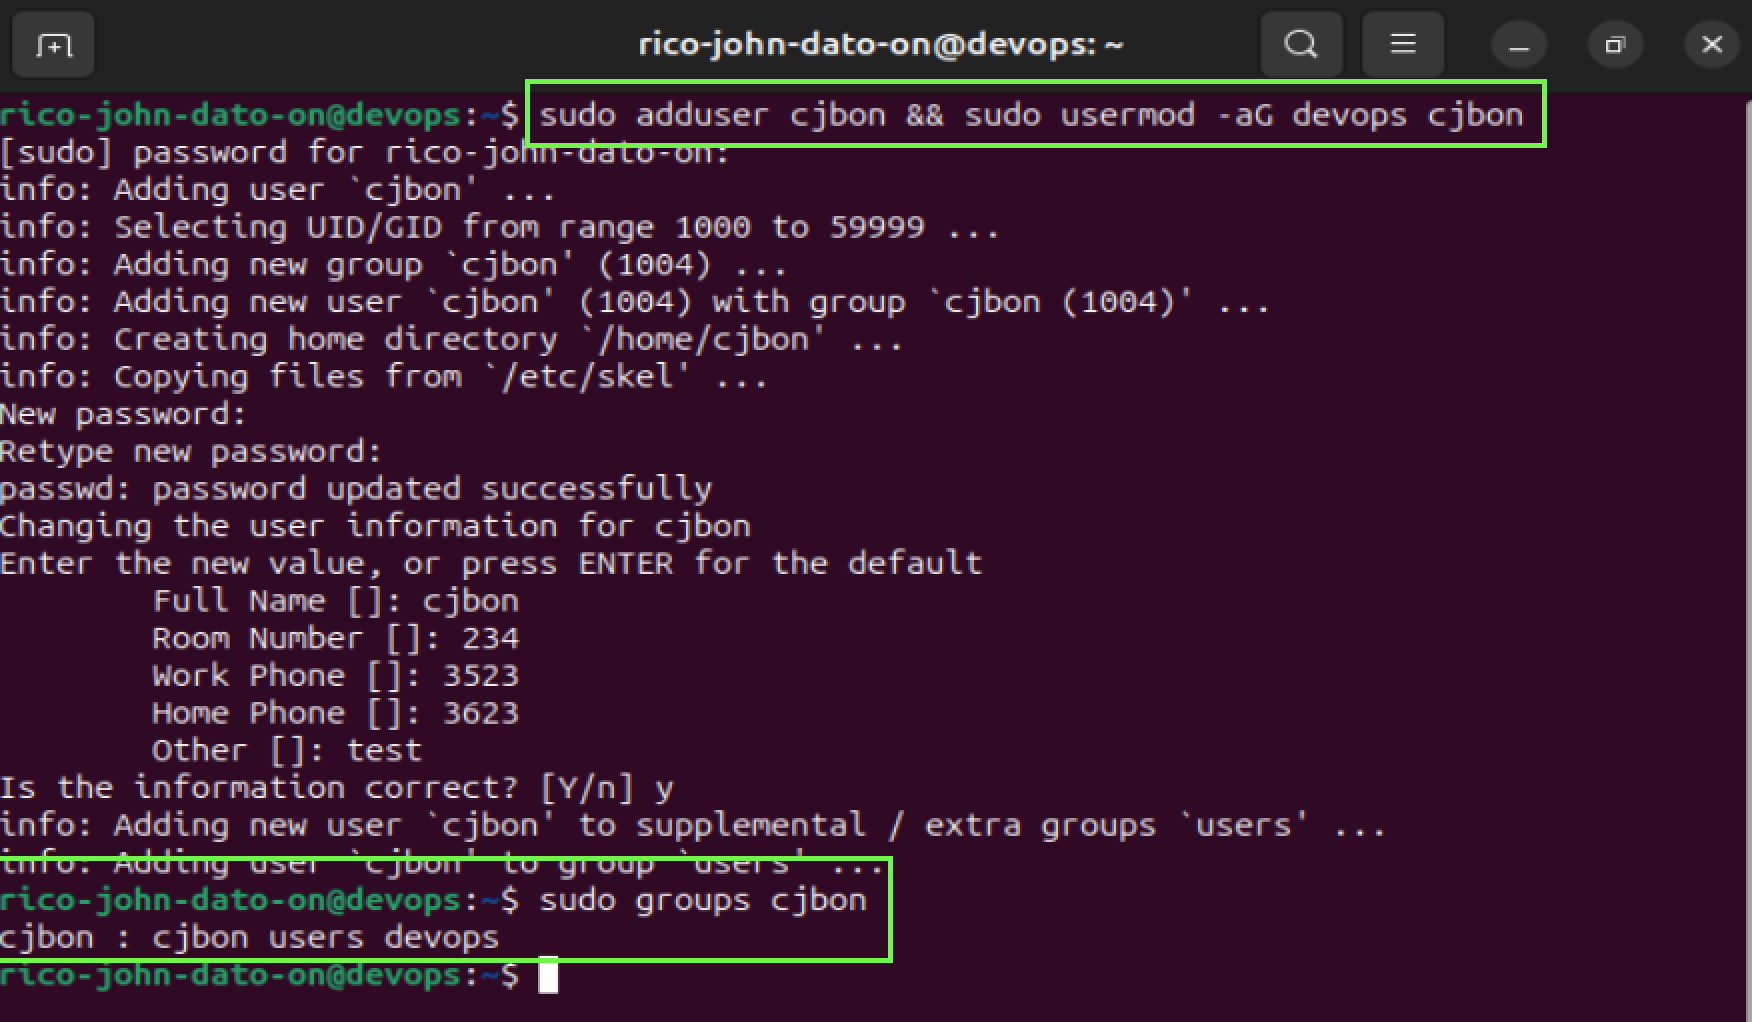 rico-john-dato-on@devops: ~
rico-john-dato-on@devops:~$ sudo adduser cjbon && sudo usermod -aG devops cjbon
[sudo] password for rico-john-dato-on:
info: Adding user `cjbon' ...
info: Selecting UID/GID from range 1000 to 59999 ...
info: Adding new group `cjbon' (1004) ...
info: Adding new user `cjbon' (1004) with group `cjbon (1004)' ...
info: Creating home directory `/home/cjbon' ...
info: Copying files from `/etc/skel' ...
New password:
Retype new password:
passwd: password updated successfully
Changing the user information for cjbon
Enter the new value, or press ENTER for the default
Full Name []: cjbon
Room Number []: 234
Work Phone []: 3523
Home Phone []: 3623
Other []: test
Is the information correct? [Y/n] y
info: Adding new user `cjbon' to supplemental / extra groups `users' ...
info: Adding user `cjbon' to group `users' ...
rico-john-dato-on@devops:~$ sudo groups cjbon
cjbon : cjbon users devops
rico-john-dato-on@devops:~$